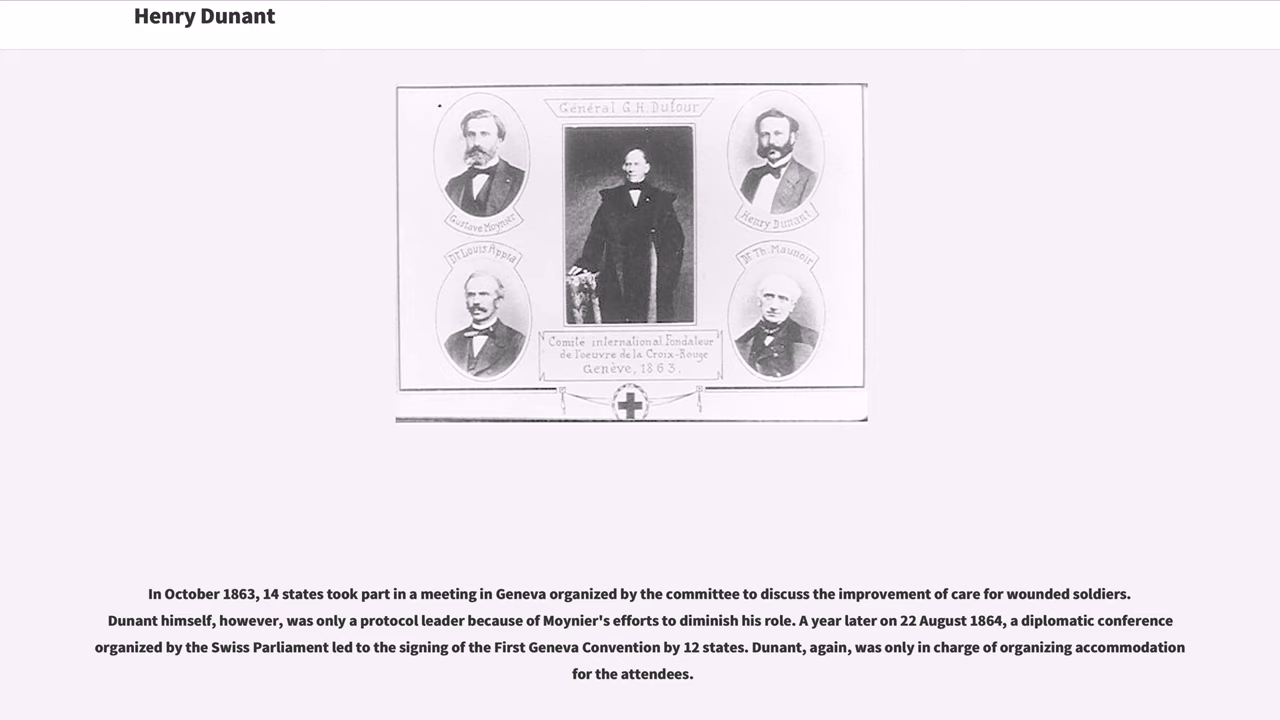 Henry Dunant
Général G.H. Dufour
Gustave Moynier
Henry Dunant
Dr Louis Appia
Dr Th. Maunoir
Comité international Fondateur
de l'oeuvre de la Croix-Rouge
Genève, 1863.
In October 1863, 14 states took part in a meeting in Geneva organized by the committee to discuss the improvement of care for wounded soldiers.
Dunant himself, however, was only a protocol leader because of Moynier's efforts to diminish his role. A year later on 22 August 1864, a diplomatic conference
organized by the Swiss Parliament led to the signing of the First Geneva Convention by 12 states. Dunant, again, was only in charge of organizing accommodation
for the attendees.